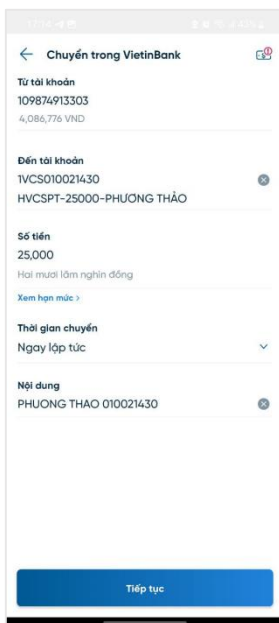 17:14
Chuyển trong VietinBank
Từ tài khoản
109874913303
4,086,776 VND
Đến tài khoản
1VCS010021430
HVCSPT-25000-PHƯƠNG THẢO
Số tiền
25,000
Hai mươi lăm nghìn đồng
Xem hạn mức >
Thời gian chuyển
Ngay lập tức
Nội dung
PHUONG THAO 010021430
Tiếp tục